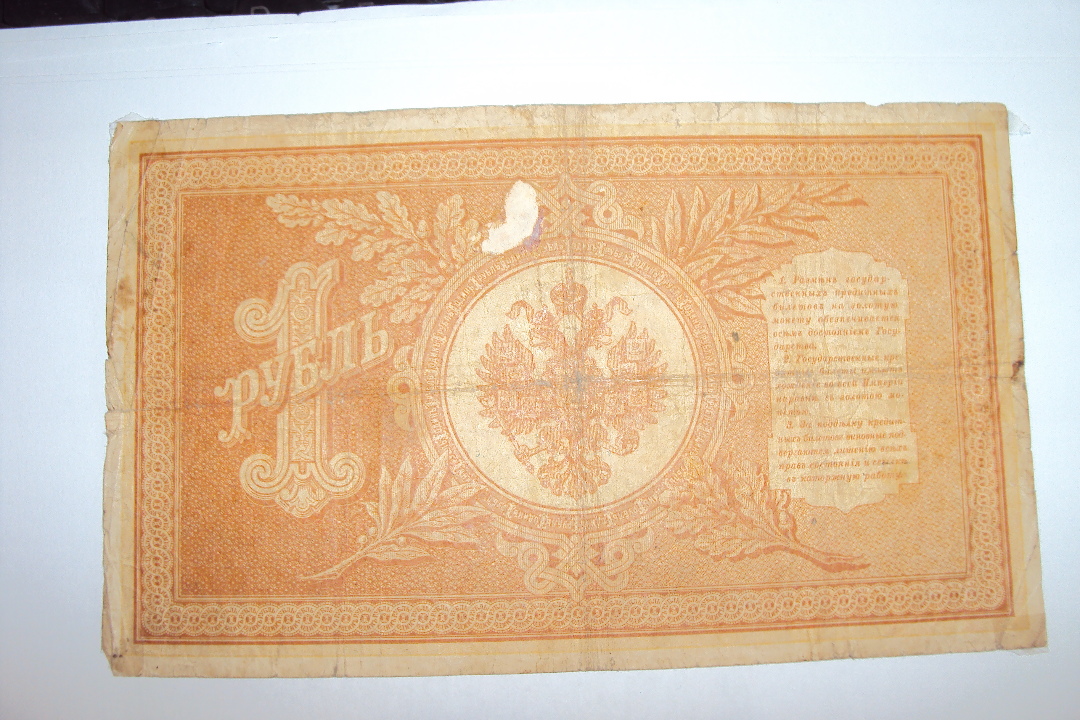 1
РУБЛЬ
1. Размѣнъ государ-
ственныхъ кредитныхъ
билетовъ на золотую
монету обезпечивается
всѣмъ достояніемъ Госу-
дарства.
2. Государственные кре-
билеты имѣютъ
хожденіе во всей Имперіи
наравнѣ съ золотою мо-
нетою.
3. За поддѣлку кредит-
ныхъ билетовъ виновные под-
вергаются лишенію всѣхъ
правъ состоянія и ссылкѣ
въ каторжную работу.